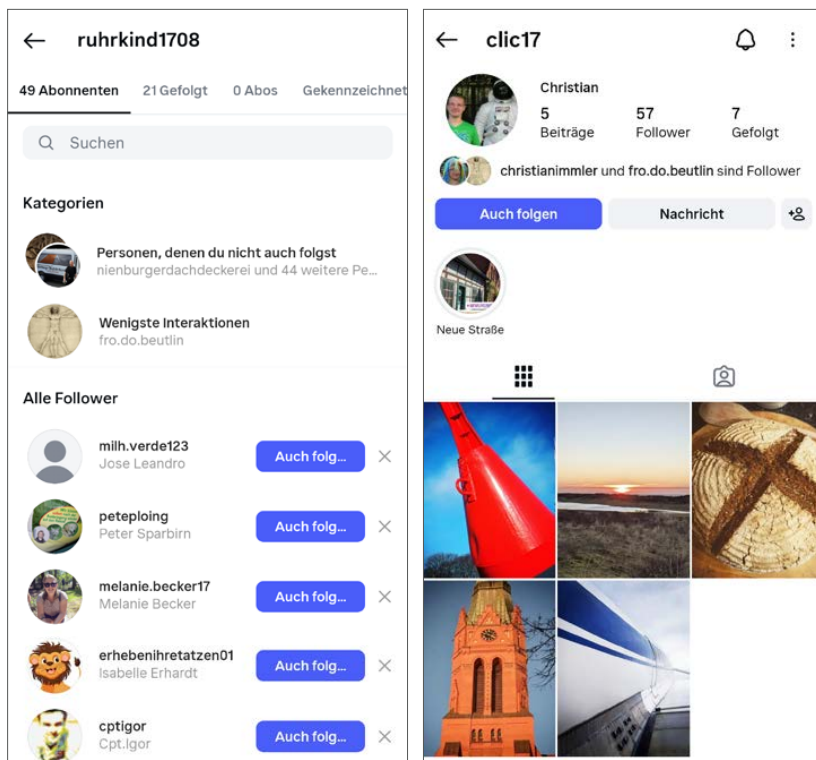 ruhrkind1708
49 Abonnenten 21 Gefolgt 0 Abos Gekennzeichnet
Suchen
Kategorien
Personen, denen du nicht auch folgst
nienburgerdachdeckerei und 44 weitere Pe...
Wenigste Interaktionen
fro.do.beutlin
Alle Follower
milh.verde123
Jose Leandro
Auch folg...
peteploing
Peter Sparbirn
Auch folg...
melanie.becker17
Melanie Becker
Auch folg...
erhebenihretatzen01
Isabelle Erhardt
Auch folg...
cptigor
Cpt.Igor
Auch folg...
clic17
Christian
5 57 7
Beiträge Follower Gefolgt
christianimmler und fro.do.beutlin sind Follower
Auch folgen Nachricht
Neue Straße